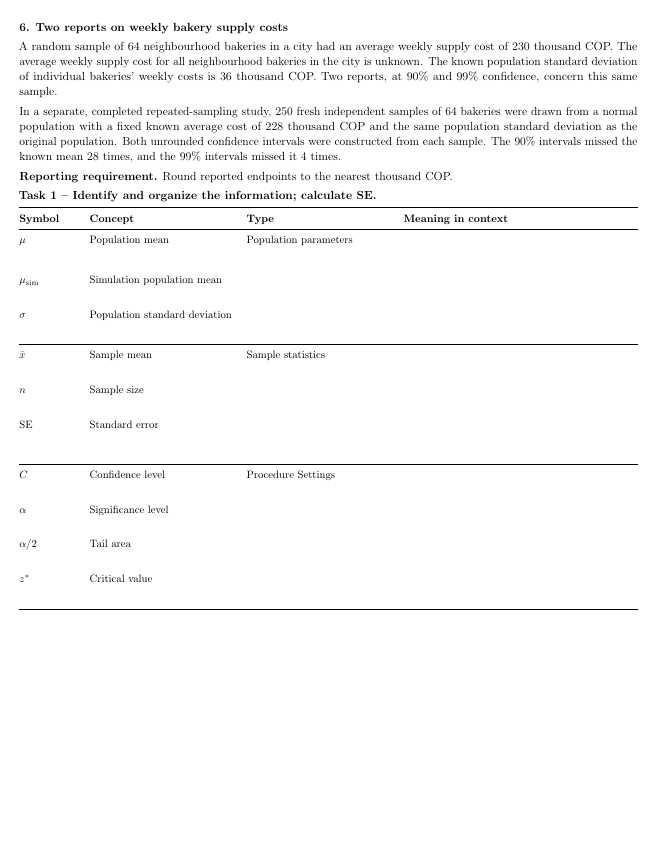 6. Two reports on weekly bakery supply costs
A random sample of 64 neighbourhood bakeries in a city had an average weekly supply cost of 230 thousand COP. The
average weekly supply cost for all neighbourhood bakeries in the city is unknown. The known population standard deviation
of individual bakeries' weekly costs is 36 thousand COP. Two reports, at 90% and 99% confidence, concern this same
sample.
In a separate, completed repeated-sampling study, 250 fresh independent samples of 64 bakeries were drawn from a normal
population with a fixed known average cost of 228 thousand COP and the same population standard deviation as the
original population. Both unrounded confidence intervals were constructed from each sample. The 90% intervals missed the
known mean 28 times, and the 99% intervals missed it 4 times.
Reporting requirement. Round reported endpoints to the nearest thousand COP.
Task 1 – Identify and organize the information; calculate SE.
Symbol Concept Type Meaning in context
μ Population mean Population parameters
μsim Simulation population mean
σ Population standard deviation
x̄ Sample mean Sample statistics
n Sample size
SE Standard error
C Confidence level Procedure Settings
α Significance level
α/2 Tail area
z* Critical value